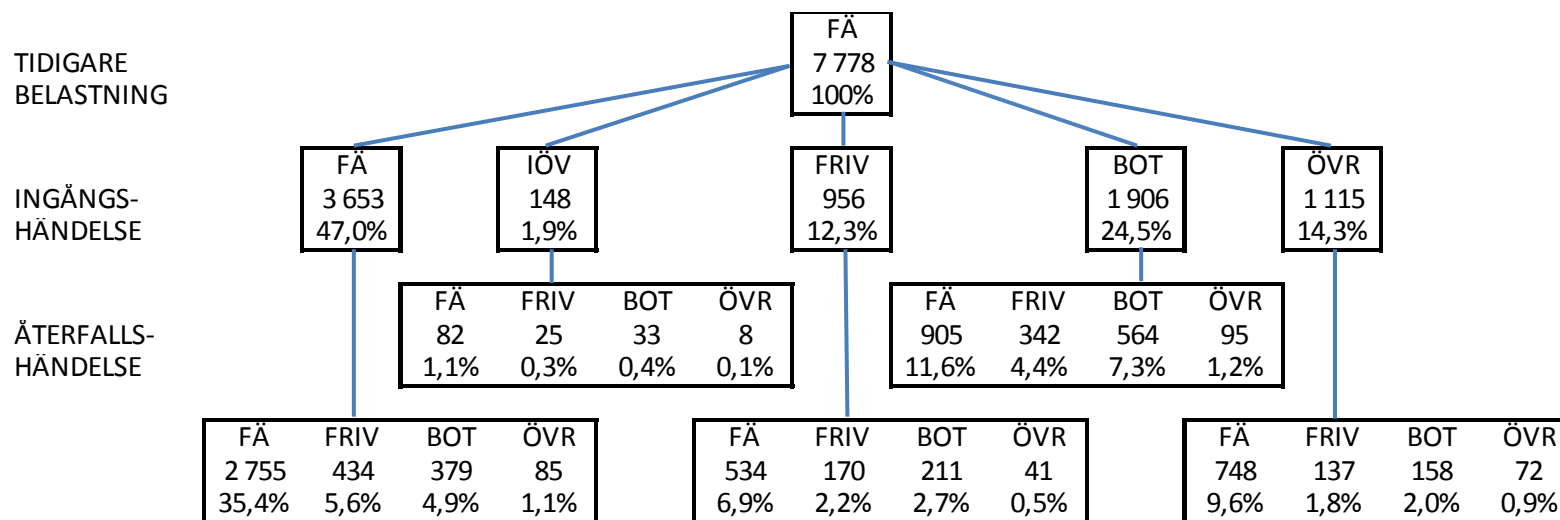 FÄ
TIDIGARE 7 778
BELASTNING 100%
FÄ IÖV FRIV BOT ÖVR
INGÅNGS- 3 653 148 956 1 906 1 115
HÄNDELSE 47,0% 1,9% 12,3% 24,5% 14,3%
FÄ FRIV BOT ÖVR FÄ FRIV BOT ÖVR
ÅTERFALLS- 82 25 33 8 905 342 564 95
HÄNDELSE 1,1% 0,3% 0,4% 0,1% 11,6% 4,4% 7,3% 1,2%
FÄ FRIV BOT ÖVR FÄ FRIV BOT ÖVR FÄ FRIV BOT ÖVR
2 755 434 379 85 534 170 211 41 748 137 158 72
35,4% 5,6% 4,9% 1,1% 6,9% 2,2% 2,7% 0,5% 9,6% 1,8% 2,0% 0,9%